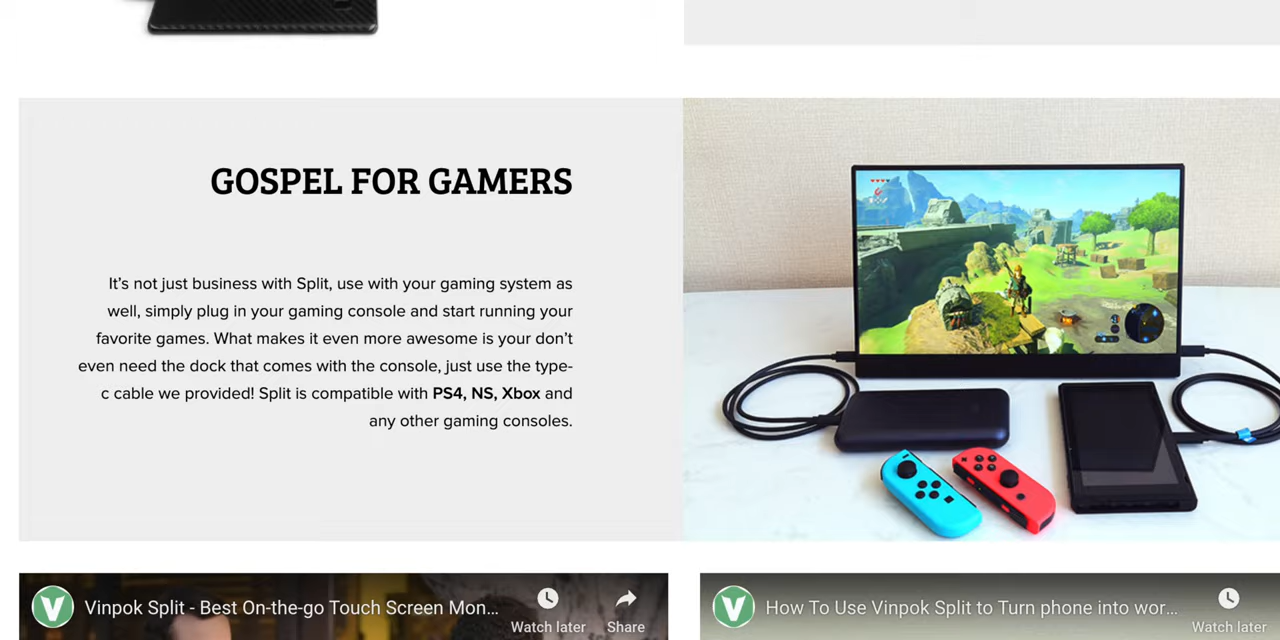 GOSPEL FOR GAMERS
It's not just business with Split, use with your gaming system as
well, simply plug in your gaming console and start running your
favorite games. What makes it even more awesome is your don't
even need the dock that comes with the console, just use the type-
c cable we provided! Split is compatible with PS4, NS, Xbox and
any other gaming consoles.
V Vinpok Split - Best On-the-go Touch Screen Mon...
Watch later
Share
V How To Use Vinpok Split to Turn phone into wor...
Watch later